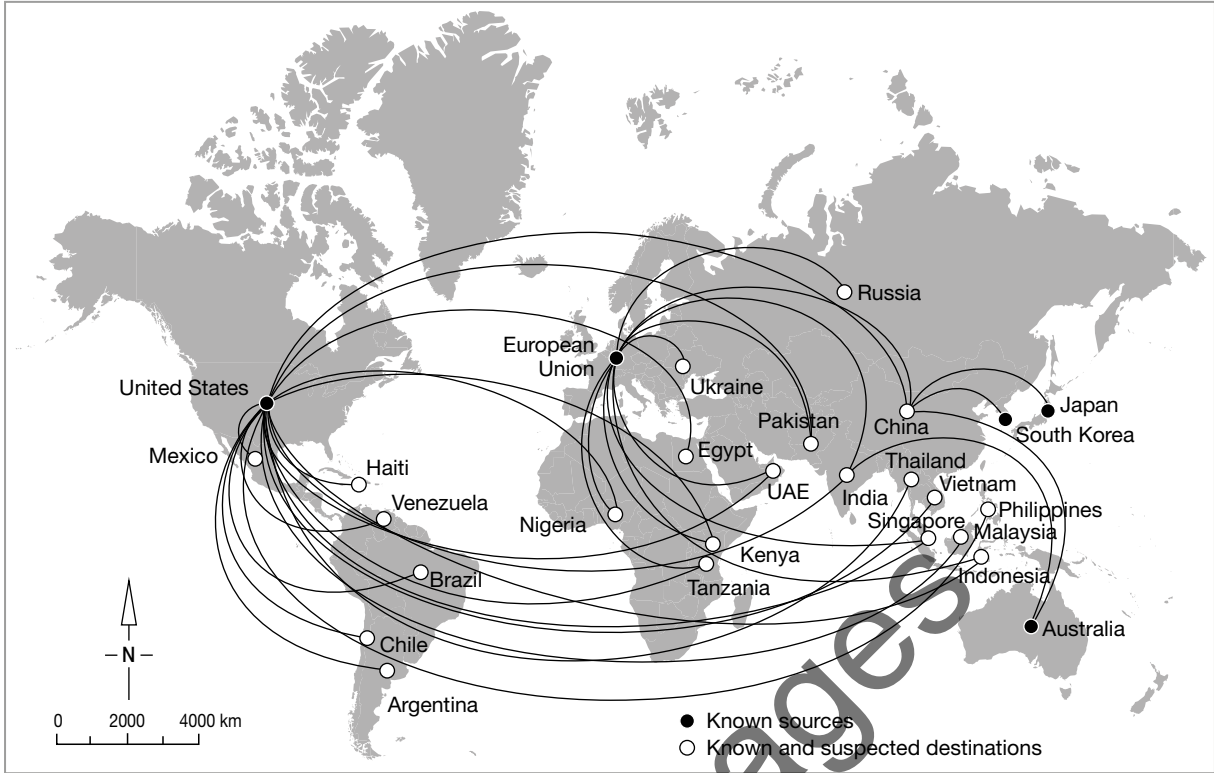 Russia
European
Union
Ukraine
United States
Japan
Pakistan
China
South Korea
Mexico
Egypt
Haiti
Thailand
UAE
India
Vietnam
Venezuela
Nigeria
Singapore
Philippines
Malaysia
Kenya
Indonesia
Brazil
Tanzania
Australia
Chile
N
Argentina
0 2000 4000 km
Known sources
Known and suspected destinations
ages